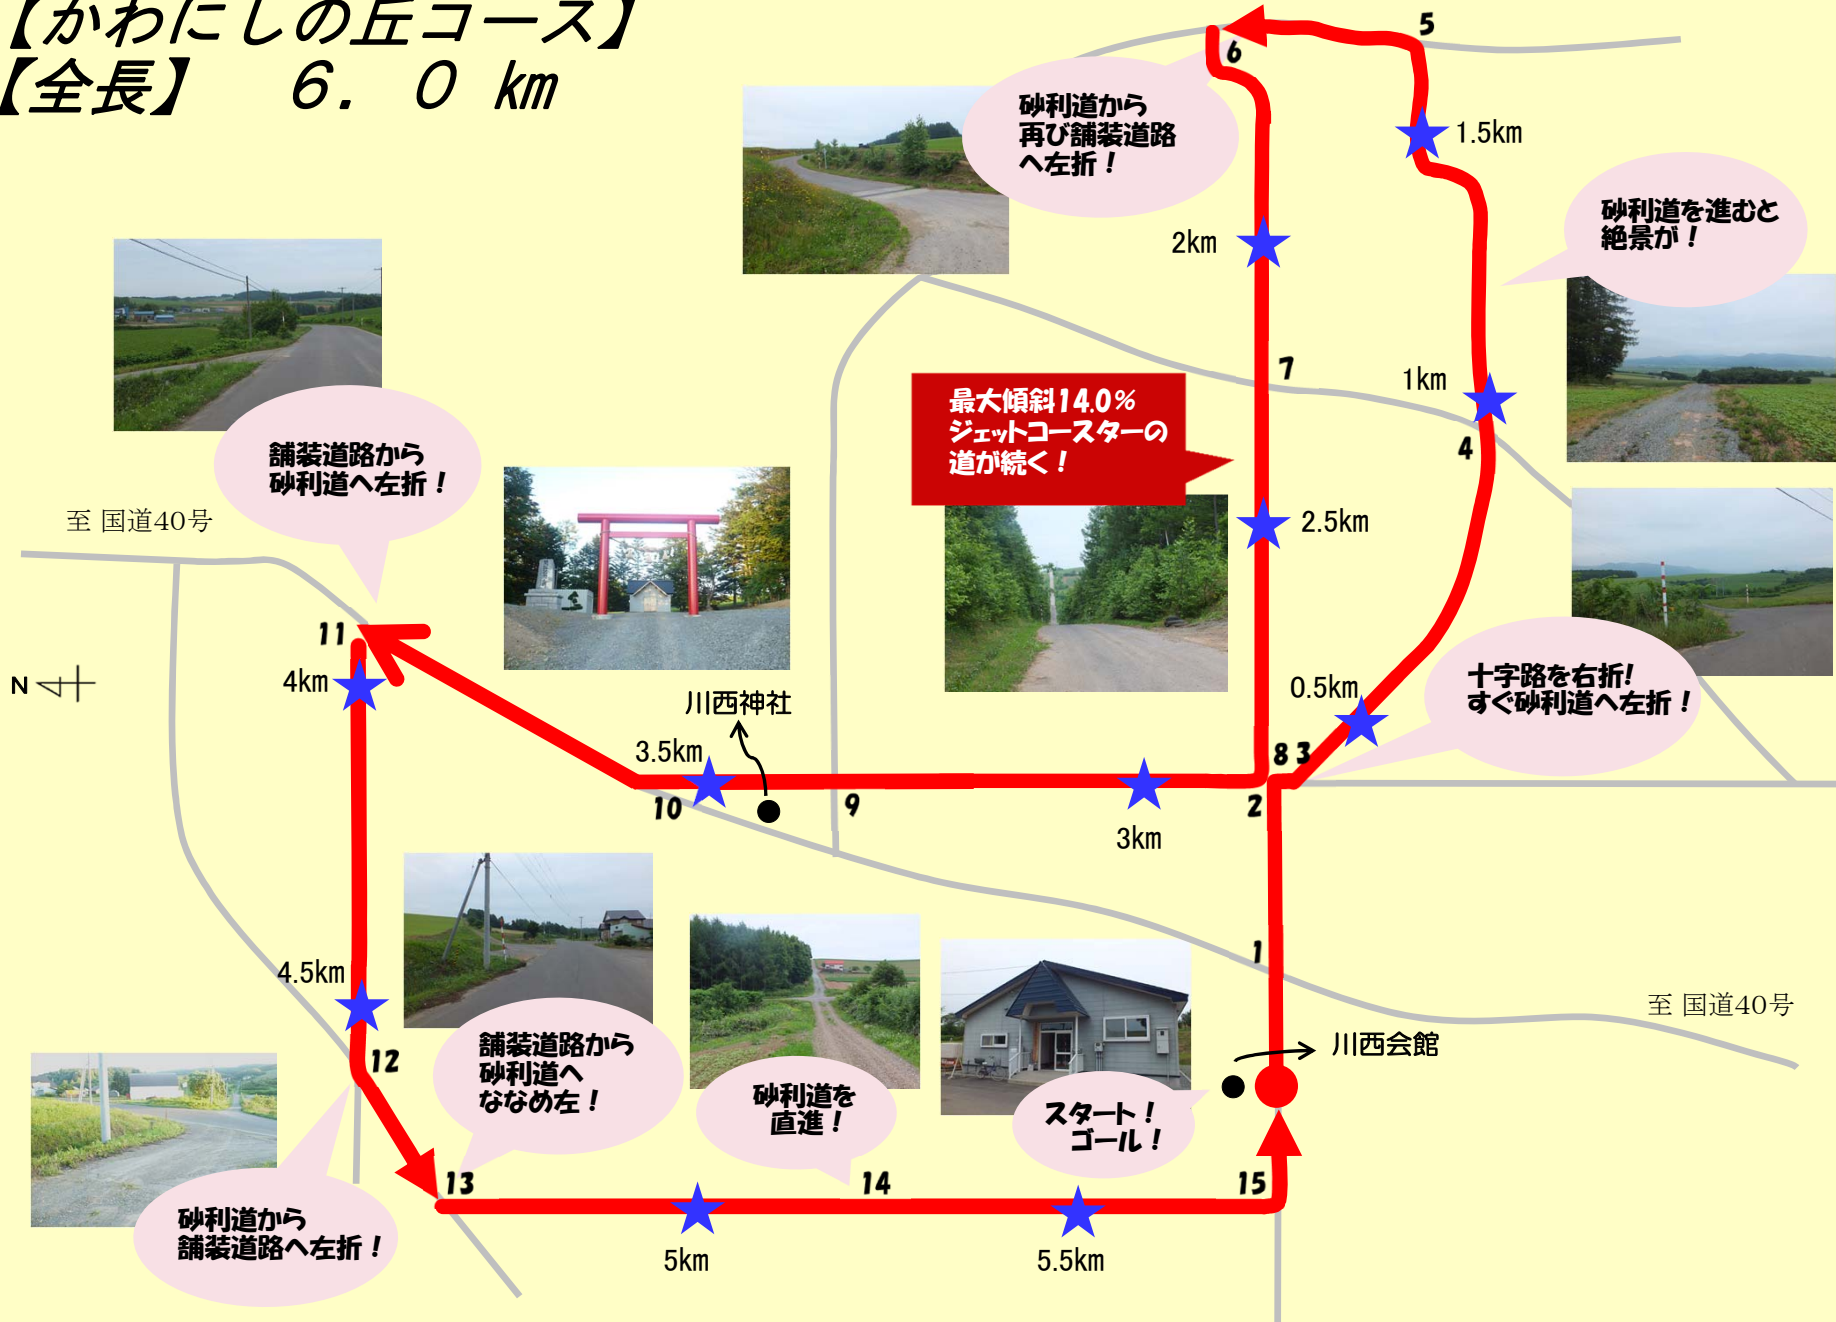 【かわにしの丘コース】
【全長】 6．0 km
5
6
砂利道から
再び舗装道路
へ左折！
1.5km
砂利道を進むと
絶景が！
2km
7
1km
最大傾斜14.0％
ジェットコースターの
道が続く！
4
舗装道路から
砂利道へ左折！
至 国道40号
2.5km
11
N
4km
川西神社
十字路を右折！
すぐ砂利道へ左折！
0.5km
3.5km
8 3
10
9
2
3km
1
4.5km
至 国道40号
12
舗装道路から
砂利道へ
ななめ左！
川西会館
砂利道を
直進！
スタート！
ゴール！
13
14
15
砂利道から
舗装道路へ左折！
5km
5.5km